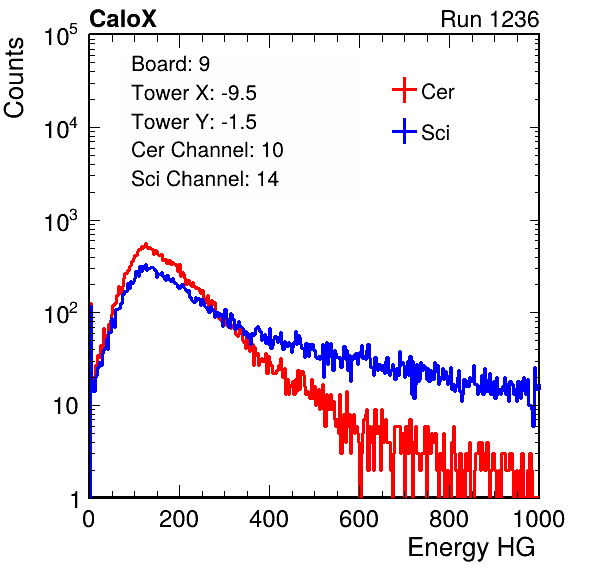 CaloX Run 1236
Counts
Board: 9
Tower X: -9.5
Tower Y: -1.5
Cer Channel: 10
Sci Channel: 14
Cer
Sci
10^5
10^4
10^3
10^2
10
1
0 200 400 600 800 1000
Energy HG